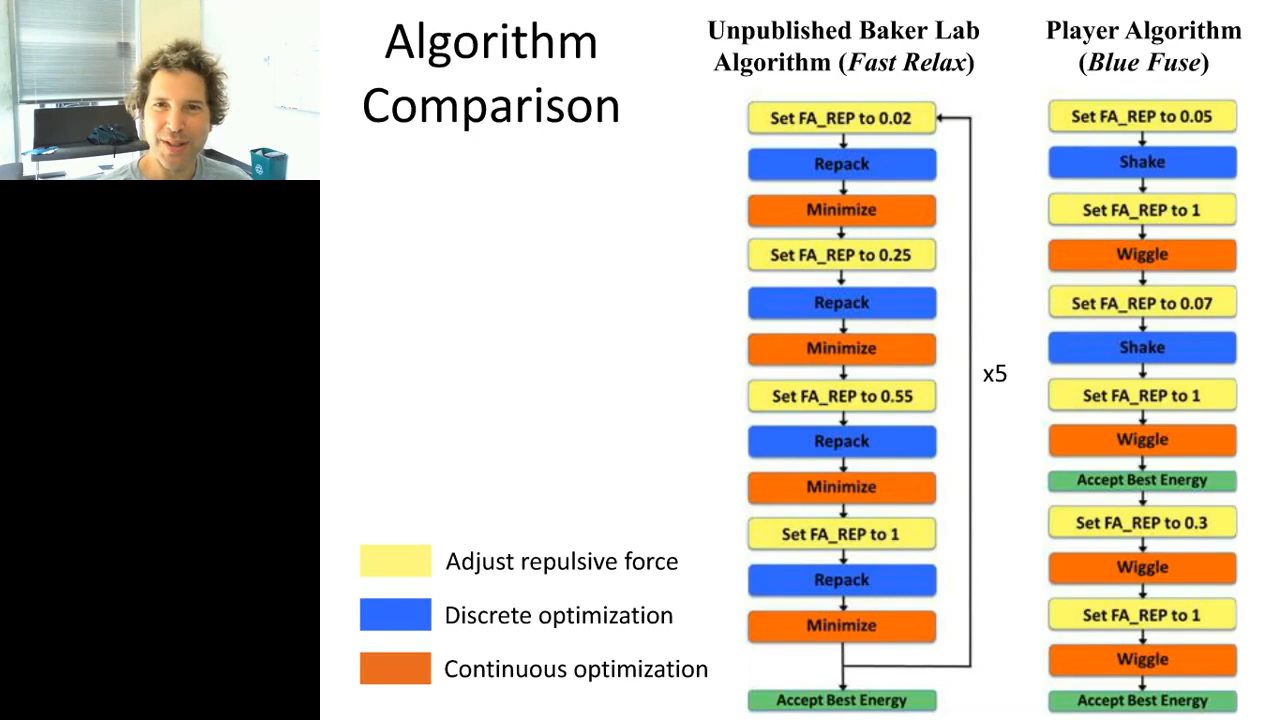 Algorithm
Comparison
Unpublished Baker Lab
Algorithm (Fast Relax)
Set FA_REP to 0.02
Repack
Minimize
Set FA_REP to 0.25
Repack
Minimize
Set FA_REP to 0.55
Repack
Minimize
Set FA_REP to 1
Repack
Minimize
Accept Best Energy
x5
Player Algorithm
(Blue Fuse)
Set FA_REP to 0.05
Shake
Set FA_REP to 1
Wiggle
Set FA_REP to 0.07
Shake
Set FA_REP to 1
Wiggle
Accept Best Energy
Set FA_REP to 0.3
Wiggle
Set FA_REP to 1
Wiggle
Accept Best Energy
Adjust repulsive force
Discrete optimization
Continuous optimization